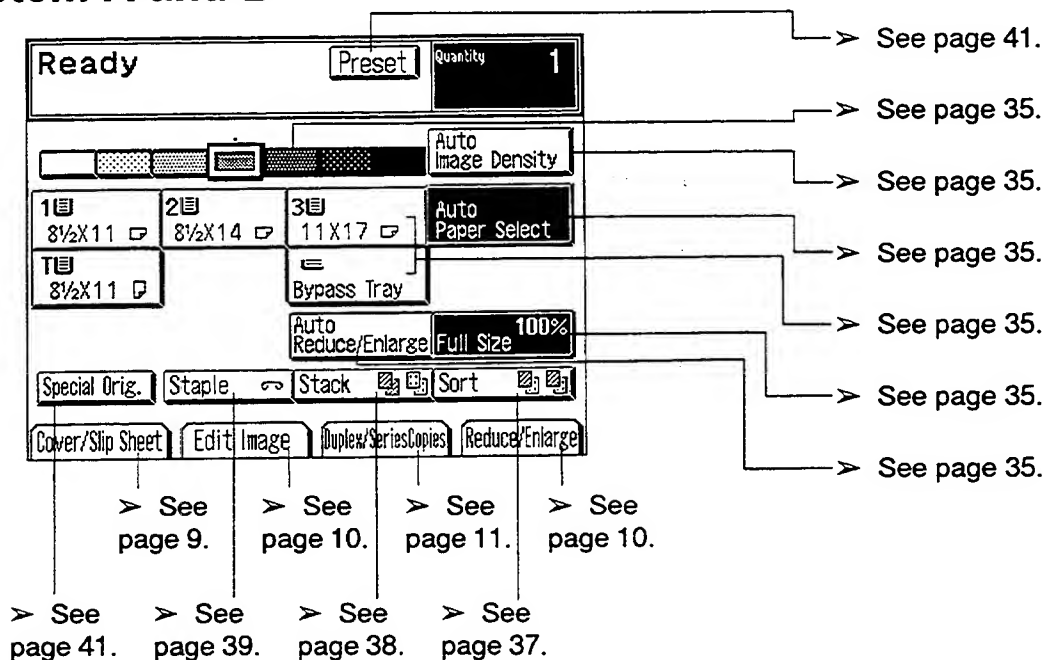 Ready Preset Quantity 1
➢ See page 41.
➢ See page 35.
Auto
Image Density
➢ See page 35.
1 2 3 Auto
8½X11 8½X14 11X17 Paper Select
➢ See page 35.
T
8½X11 Bypass Tray
➢ See page 35.
Auto 100%
Reduce/Enlarge Full Size
➢ See page 35.
Special Orig. Staple Stack Sort
Cover/Slip Sheet Edit Image Duplex/SeriesCopies Reduce/Enlarge
➢ See page 35.
➢ See ➢ See ➢ See ➢ See
page 9. page 10. page 11. page 10.
➢ See ➢ See ➢ See ➢ See
page 41. page 39. page 38. page 37.